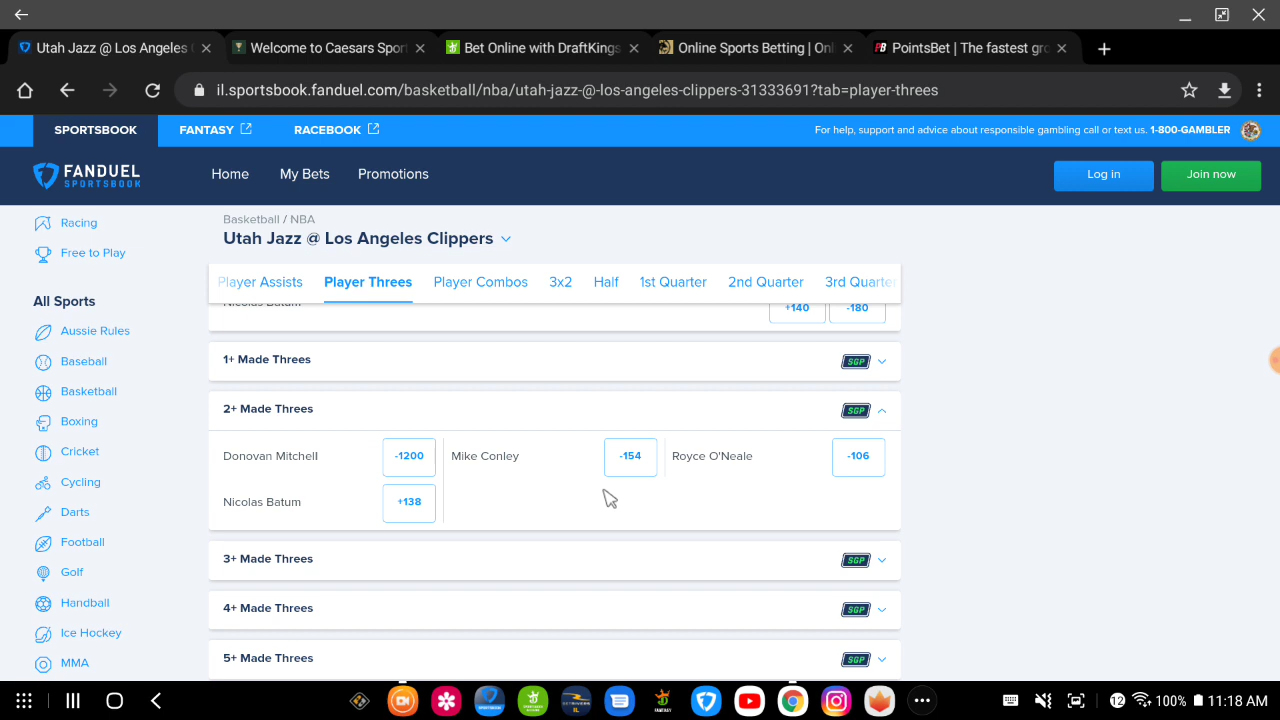 Utah Jazz @ Los Angeles
Welcome to Caesars Spor
Bet Online with DraftKings
Online Sports Betting | Onl
PointsBet | The fastest gr
il.sportsbook.fanduel.com/basketball/nba/utah-jazz-@-los-angeles-clippers-31333691?tab=player-threes
SPORTSBOOK
FANTASY
RACEBOOK
For help, support and advice about responsible gambling call or text us. 1-800-GAMBLER
FANDUEL
SPORTSBOOK
Home
My Bets
Promotions
Log in
Join now
Racing
Free to Play
All Sports
Aussie Rules
Baseball
Basketball
Boxing
Cricket
Cycling
Darts
Football
Golf
Handball
Ice Hockey
MMA
Basketball / NBA
Utah Jazz @ Los Angeles Clippers
Player Assists
Player Threes
Player Combos
3x2
Half
1st Quarter
2nd Quarter
3rd Quarte
Nicolas Batum
+140
-180
1+ Made Threes
SGP
2+ Made Threes
SGP
Donovan Mitchell
-1200
Mike Conley
-154
Royce O'Neale
-106
Nicolas Batum
+138
3+ Made Threes
SGP
4+ Made Threes
SGP
5+ Made Threes
SGP
12
100%
11:18 AM